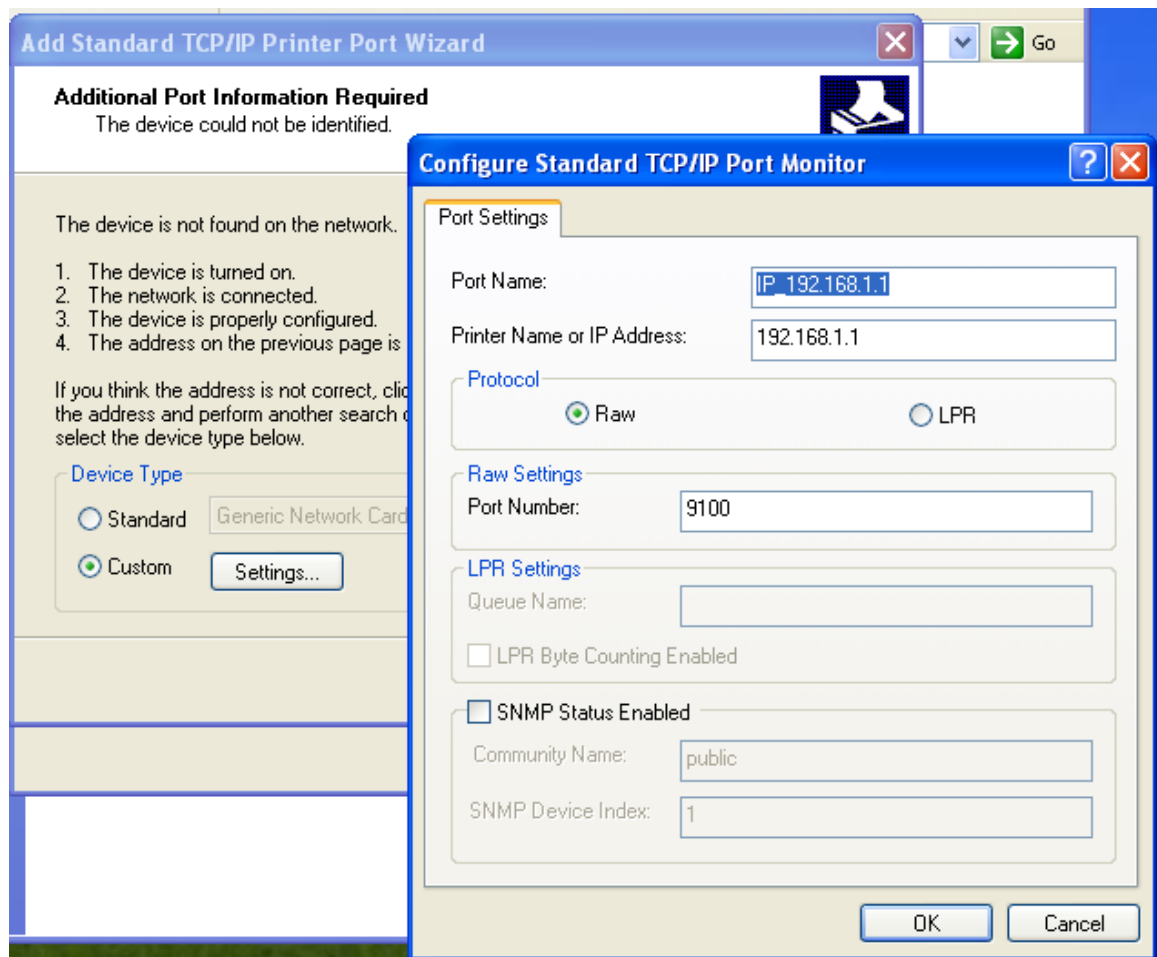 Add Standard TCP/IP Printer Port Wizard
Go
Additional Port Information Required
The device could not be identified.
The device is not found on the network.
1. The device is turned on.
2. The network is connected.
3. The device is properly configured.
4. The address on the previous page is
If you think the address is not correct, clic
the address and perform another search
select the device type below.
Device Type
Standard
Generic Network Card
Custom
Settings...
Configure Standard TCP/IP Port Monitor
Port Settings
Port Name:
IP_192.168.1.1
Printer Name or IP Address:
192.168.1.1
Protocol
Raw
LPR
Raw Settings
Port Number:
9100
LPR Settings
Queue Name:
LPR Byte Counting Enabled
SNMP Status Enabled
Community Name:
public
SNMP Device Index:
1
OK
Cancel